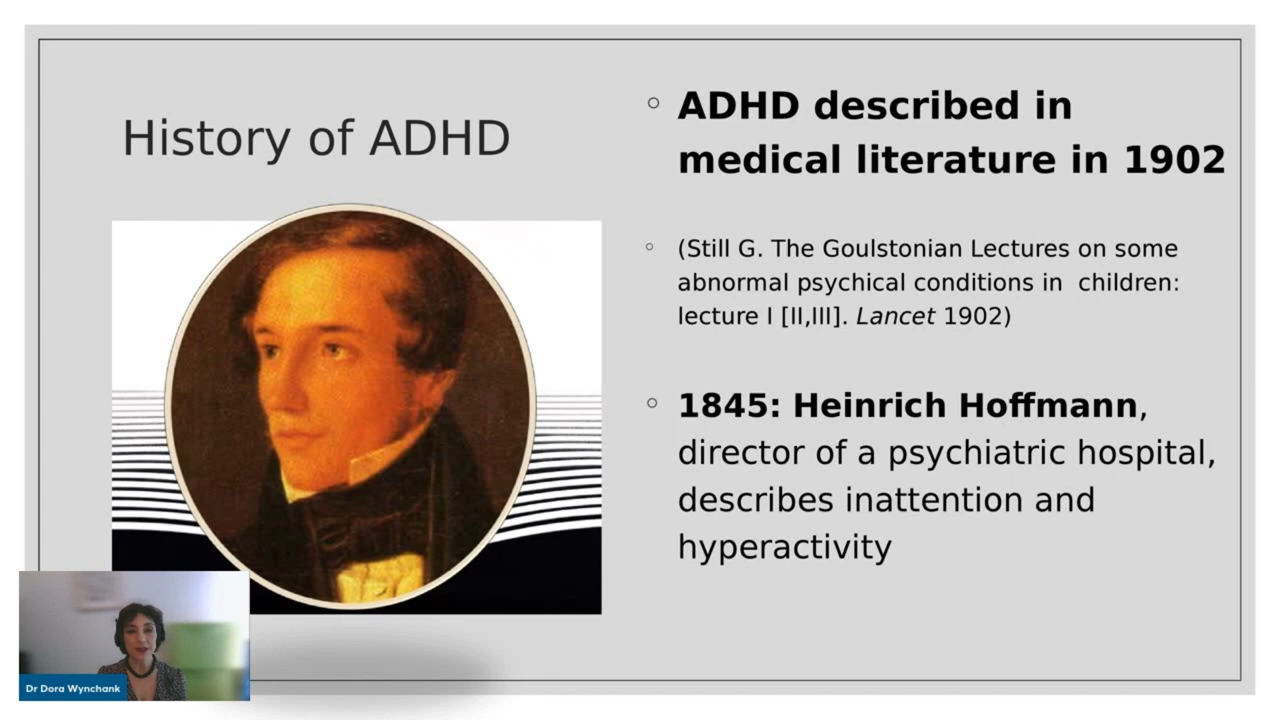 History of ADHD
◦ ADHD described in
medical literature in 1902
◦ (Still G. The Goulstonian Lectures on some
abnormal psychical conditions in  children:
lecture I [II,III]. Lancet 1902)
◦ 1845: Heinrich Hoffmann,
director of a psychiatric hospital,
describes inattention and
hyperactivity
Dr Dora Wynchank